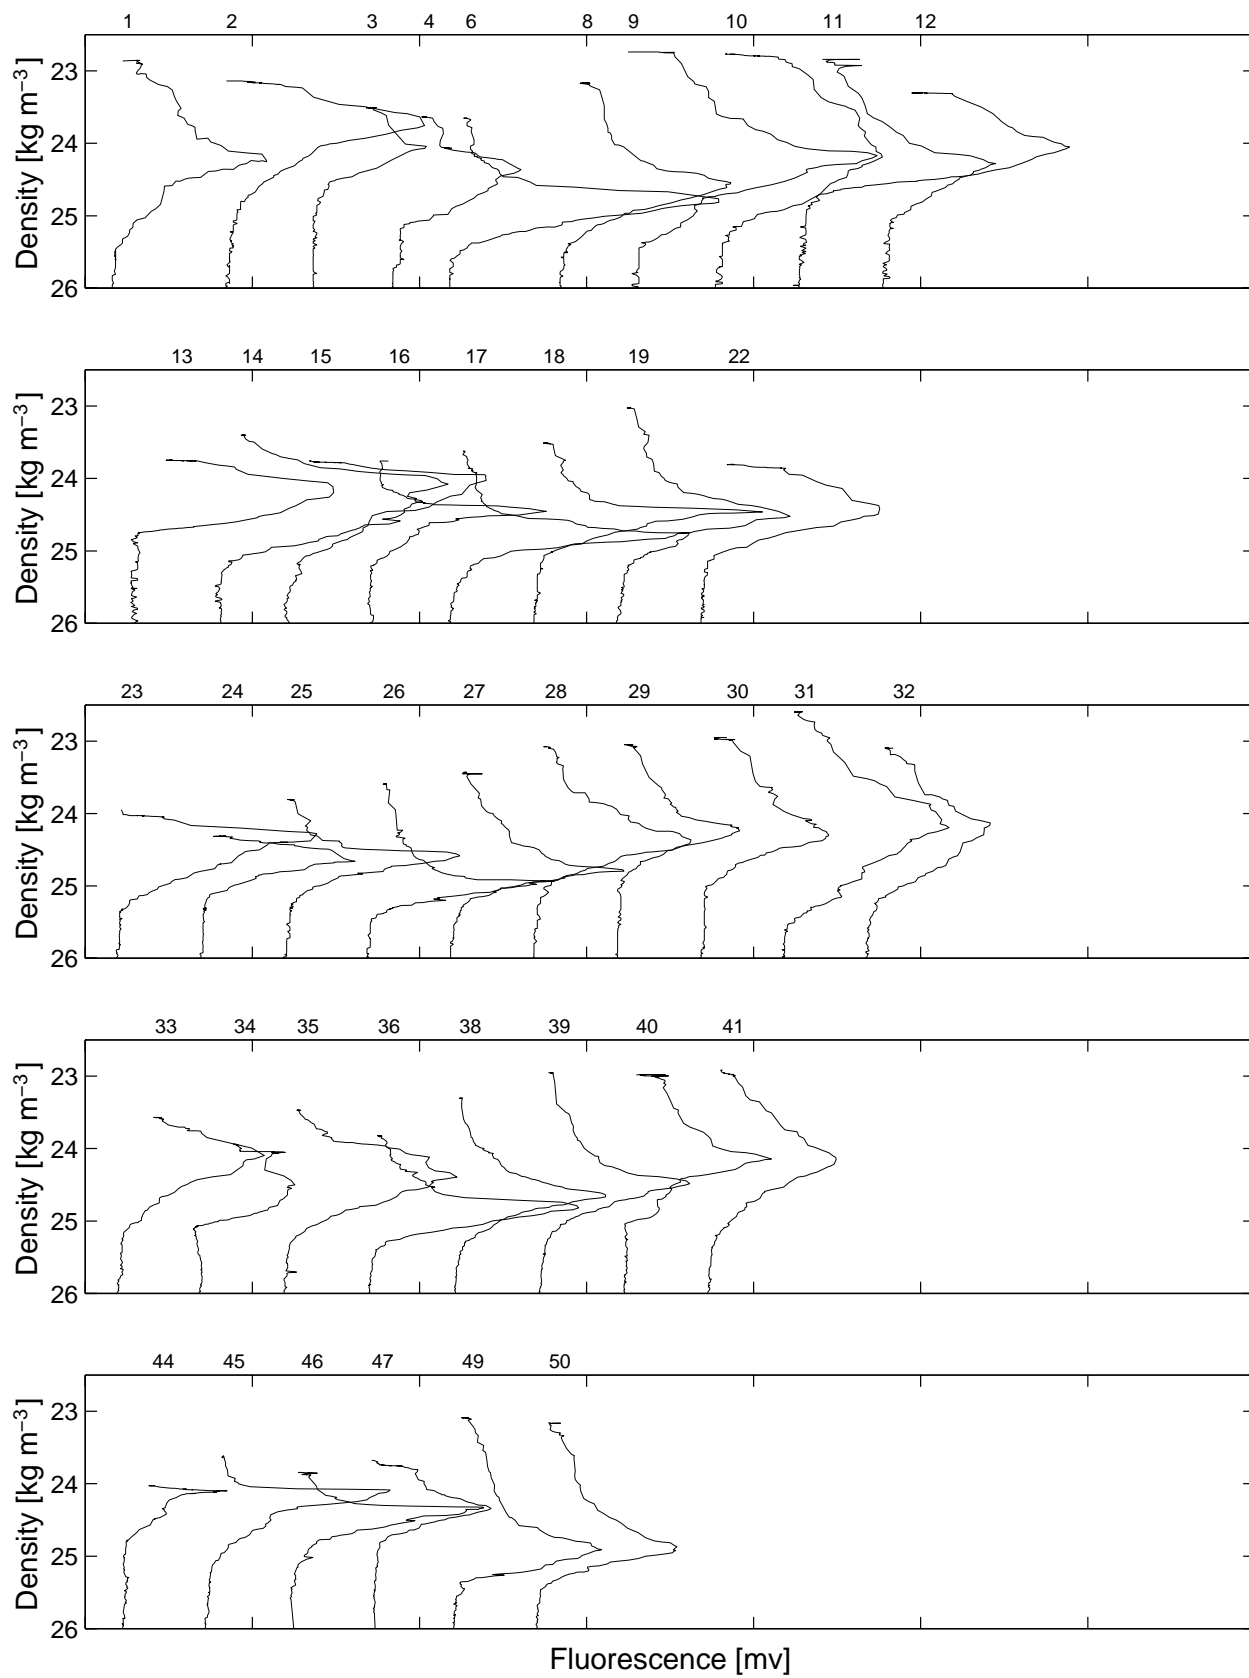 1 2 3 4 6 8 9 10 11 12
Density [kg m⁻³]
23
24
25
26
13 14 15 16 17 18 19 22
Density [kg m⁻³]
23
24
25
26
23 24 25 26 27 28 29 30 31 32
Density [kg m⁻³]
23
24
25
26
33 34 35 36 38 39 40 41
Density [kg m⁻³]
23
24
25
26
44 45 46 47 49 50
Density [kg m⁻³]
23
24
25
26
Fluorescence [mv]